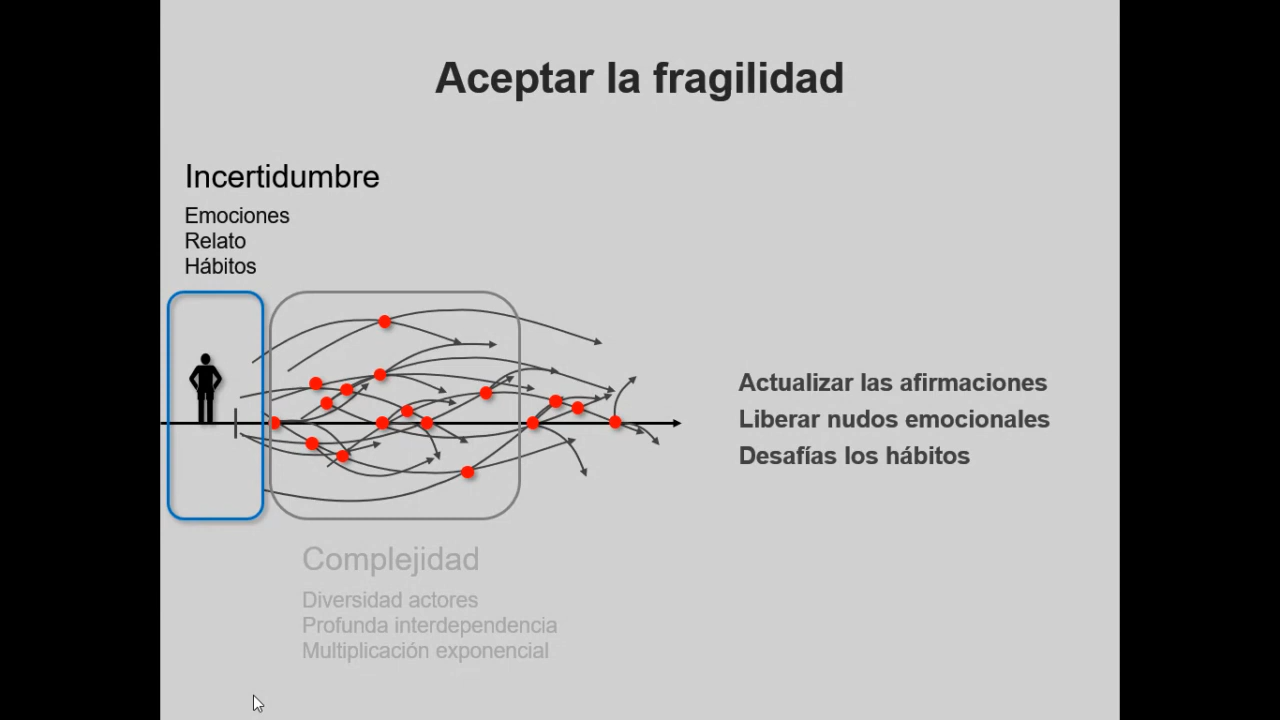 Aceptar la fragilidad
Incertidumbre
Emociones
Relato
Hábitos
Actualizar las afirmaciones
Liberar nudos emocionales
Desafías los hábitos
Complejidad
Diversidad actores
Profunda interdependencia
Multiplicación exponencial